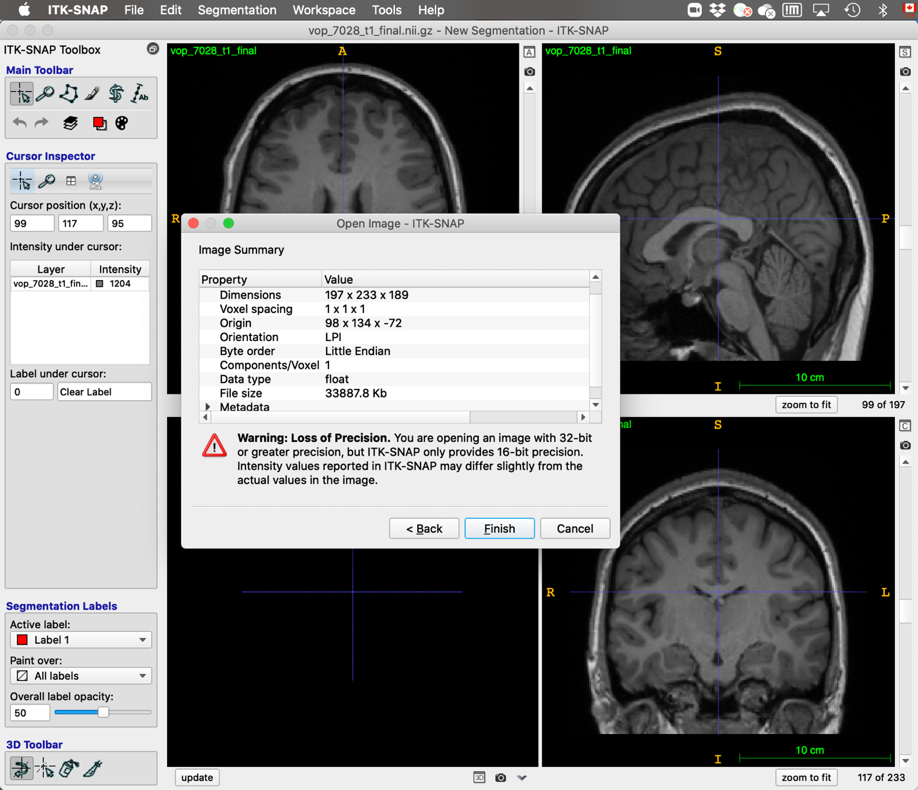 ITK-SNAP File Edit Segmentation Workspace Tools Help
vop_7028_t1_final.nii.gz - New Segmentation - ITK-SNAP
ITK-SNAP Toolbox
Main Toolbar
Ab
Cursor Inspector
Cursor position (x,y,z):
99 117 95
Intensity under cursor:
Layer Intensity
vop_7028_t1_fin... 1204
Label under cursor:
0 Clear Label
Segmentation Labels
Active label:
Label 1
Paint over:
All labels
Overall label opacity:
50
3D Toolbar
vop_7028_t1_final
A
R
A
vop_7028_t1_final
S
P
I
10 cm
S
zoom to fit 99 of 197
Open Image - ITK-SNAP
Image Summary
Property Value
Dimensions 197 x 233 x 189
Voxel spacing 1 x 1 x 1
Origin 98 x 134 x -72
Orientation LPI
Byte order Little Endian
Components/Voxel 1
Data type float
File size 33887.8 Kb
Metadata
Warning: Loss of Precision. You are opening an image with 32-bit
or greater precision, but ITK-SNAP only provides 16-bit precision.
Intensity values reported in ITK-SNAP may differ slightly from the
actual values in the image.
< Back Finish Cancel
nal
S
R
L
I
10 cm
C
update
3D
zoom to fit 117 of 233